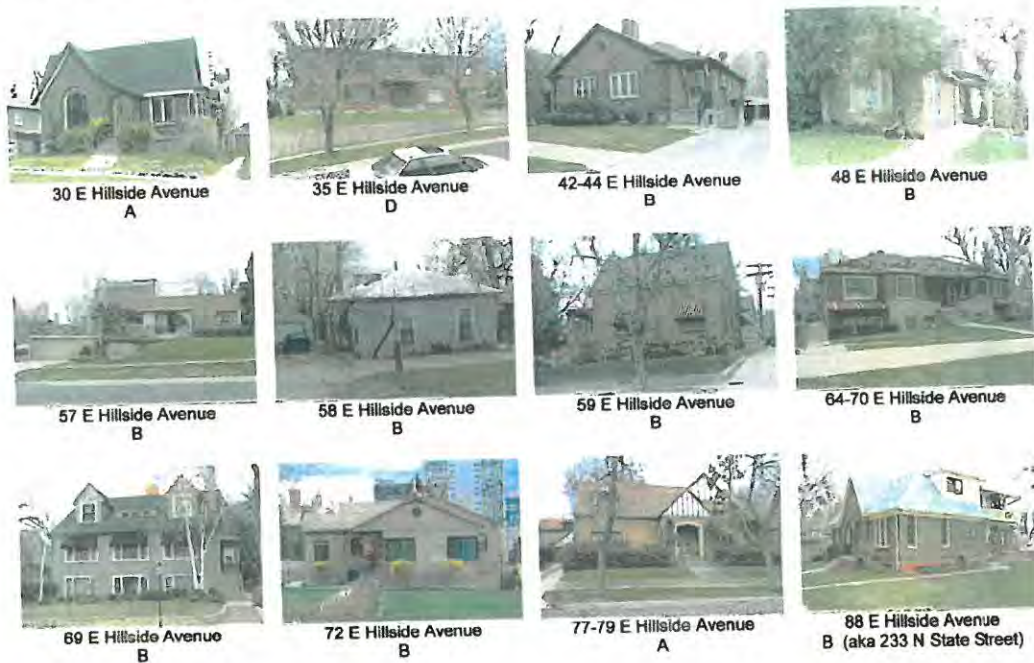 30 E Hillside Avenue
A
35 E Hillside Avenue
D
42-44 E Hillside Avenue
B
48 E Hillside Avenue
B
57 E Hillside Avenue
B
58 E Hillside Avenue
B
59 E Hillside Avenue
B
64-70 E Hillside Avenue
B
69 E Hillside Avenue
B
72 E Hillside Avenue
B
77-79 E Hillside Avenue
A
88 E Hillside Avenue
B (aka 233 N State Street)